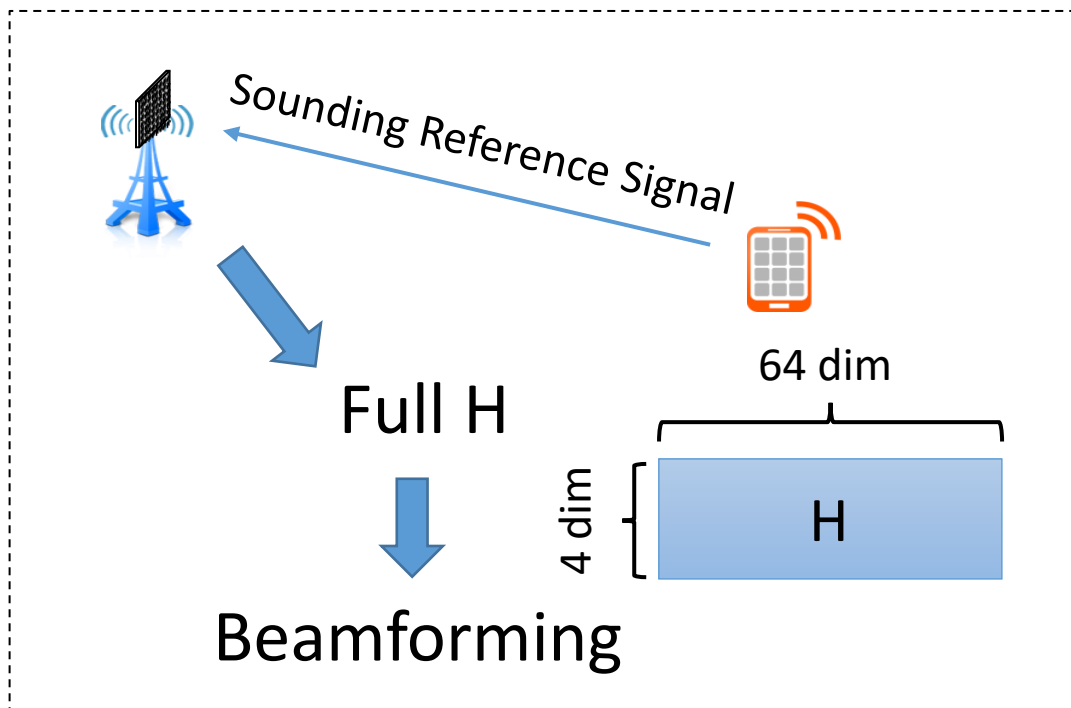 Sounding Reference Signal
64 dim
Full H
4 dim
H
Beamforming